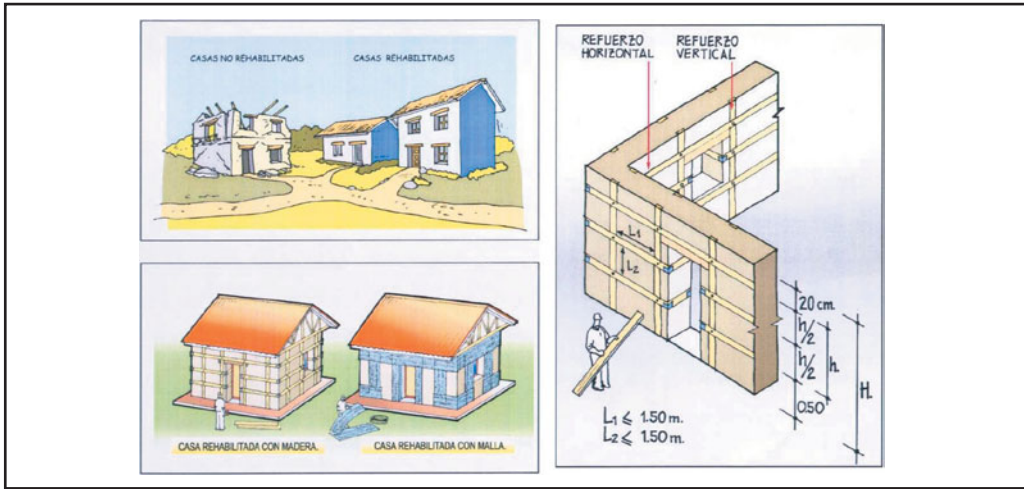 CASAS NO REHABILITADAS
CASAS REHABILITADAS
CASA REHABILITADA CON MADERA.
CASA REHABILITADA CON MALLA.
REFUERZO
HORIZONTAL
REFUERZO
VERTICAL
L1
L2
20 cm.
h/2
h/2
h.
0.50
H.
L1 ≤ 1.50 m.
L2 ≤ 1.50 m.